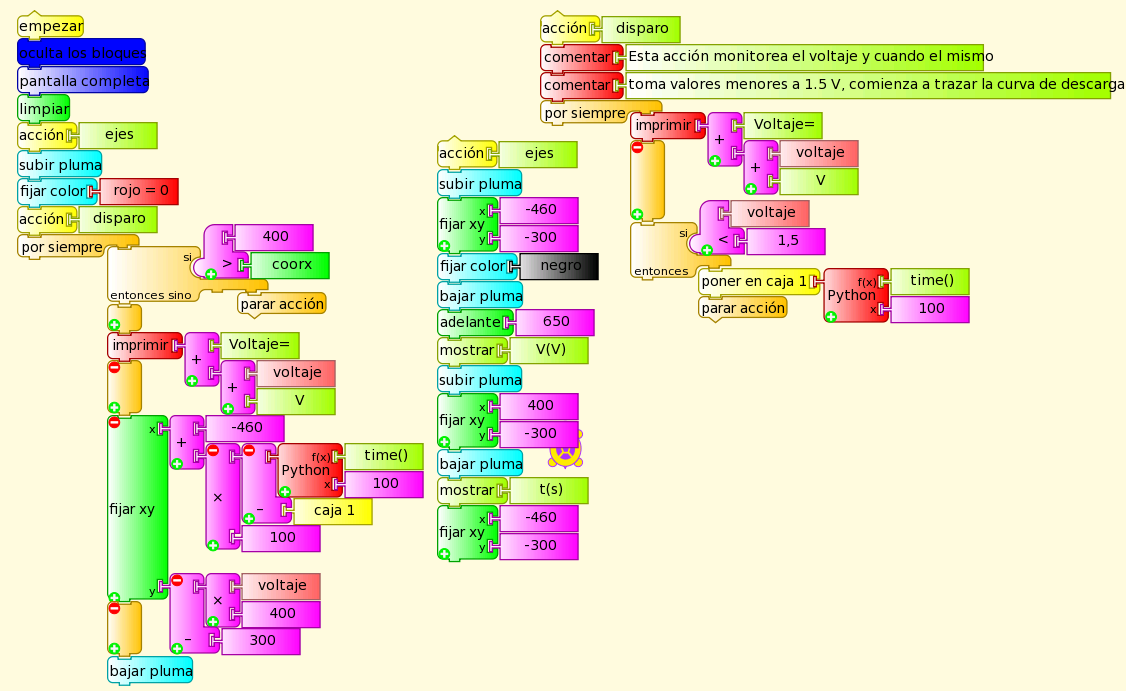 empezar
oculta los bloques
pantalla completa
limpiar
acción ejes
subir pluma
fijar color rojo = 0
acción disparo
por siempre
si 400
> coorx
entonces sino
parar acción
imprimir + Voltaje=
+ voltaje
V
fijar xy x + -460
× Python f(x) time()
x 100
– caja 1
100
y × voltaje
400
– 300
bajar pluma
acción ejes
subir pluma
fijar xy x -460
y -300
fijar color negro
bajar pluma
adelante 650
mostrar V(V)
subir pluma
fijar xy x 400
y -300
bajar pluma
mostrar t(s)
fijar xy x -460
y -300
acción disparo
comentar Esta acción monitorea el voltaje y cuando el mismo
comentar toma valores menores a 1.5 V, comienza a trazar la curva de descarga
por siempre
imprimir + Voltaje=
+ voltaje
V
si voltaje
< 1,5
entonces
poner en caja 1 Python f(x) time()
x 100
parar acción